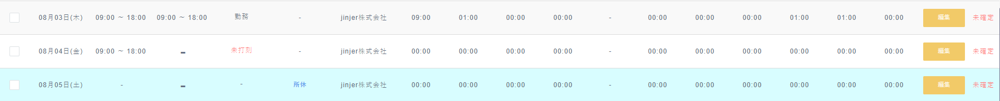 08月03日(木) 09:00 ～ 18:00 09:00 ～ 18:00 勤務 - jinjer株式会社 09:00 01:00 00:00 00:00 - 00:00 00:00 00:00 01:00 01:00 00:00 編集 未確定
08月04日(金) 09:00 ～ 18:00 - 未打刻 - jinjer株式会社 00:00 00:00 00:00 00:00 - 00:00 00:00 00:00 00:00 00:00 00:00 編集 未確定
08月05日(土) - - - 所休 jinjer株式会社 00:00 00:00 00:00 00:00 - 00:00 00:00 00:00 00:00 00:00 00:00 編集 未確定